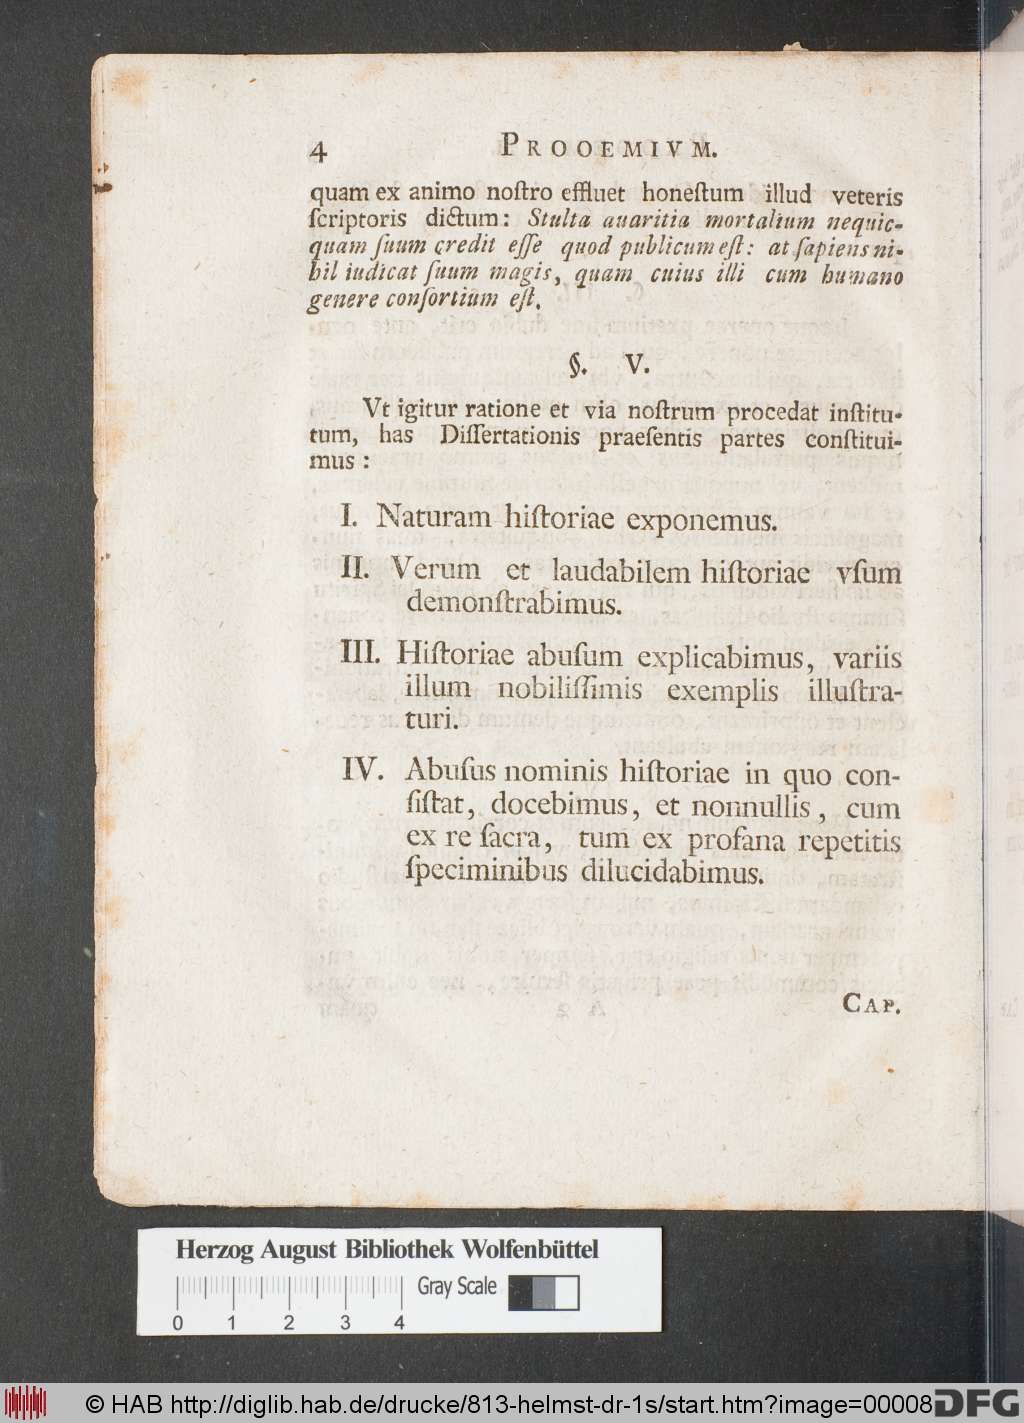 4 PROOEMIVM.
quam ex animo noſtro effluet honeſtum illud veteris
ſcriptoris dictum: Stulta auaritia mortalium nequic-
quam ſuum credit eſſe quod publicum eſt: at ſapiens ni-
hil iudicat ſuum magis, quam cuius illi cum humano
genere conſortium eſt.
§. V.
Vt igitur ratione et via noſtrum procedat inſtitu-
tum, has Diſſertationis praeſentis partes conſtitui-
mus:
I. Naturam hiſtoriae exponemus.
II. Verum et laudabilem hiſtoriae vſum
demonſtrabimus.
III. Hiſtoriae abuſum explicabimus, variis
illum nobiliſſimis exemplis illuſtra-
turi.
IV. Abuſus nominis hiſtoriae in quo con-
ſiſtat, docebimus, et nonnullis, cum
ex re ſacra, tum ex profana repetitis
ſpeciminibus dilucidabimus.
CAP.
Herzog August Bibliothek Wolfenbüttel
Gray Scale
0 1 2 3 4
© HAB http://diglib.hab.de/drucke/813-helmst-dr-1s/start.htm?image=00008
DFG